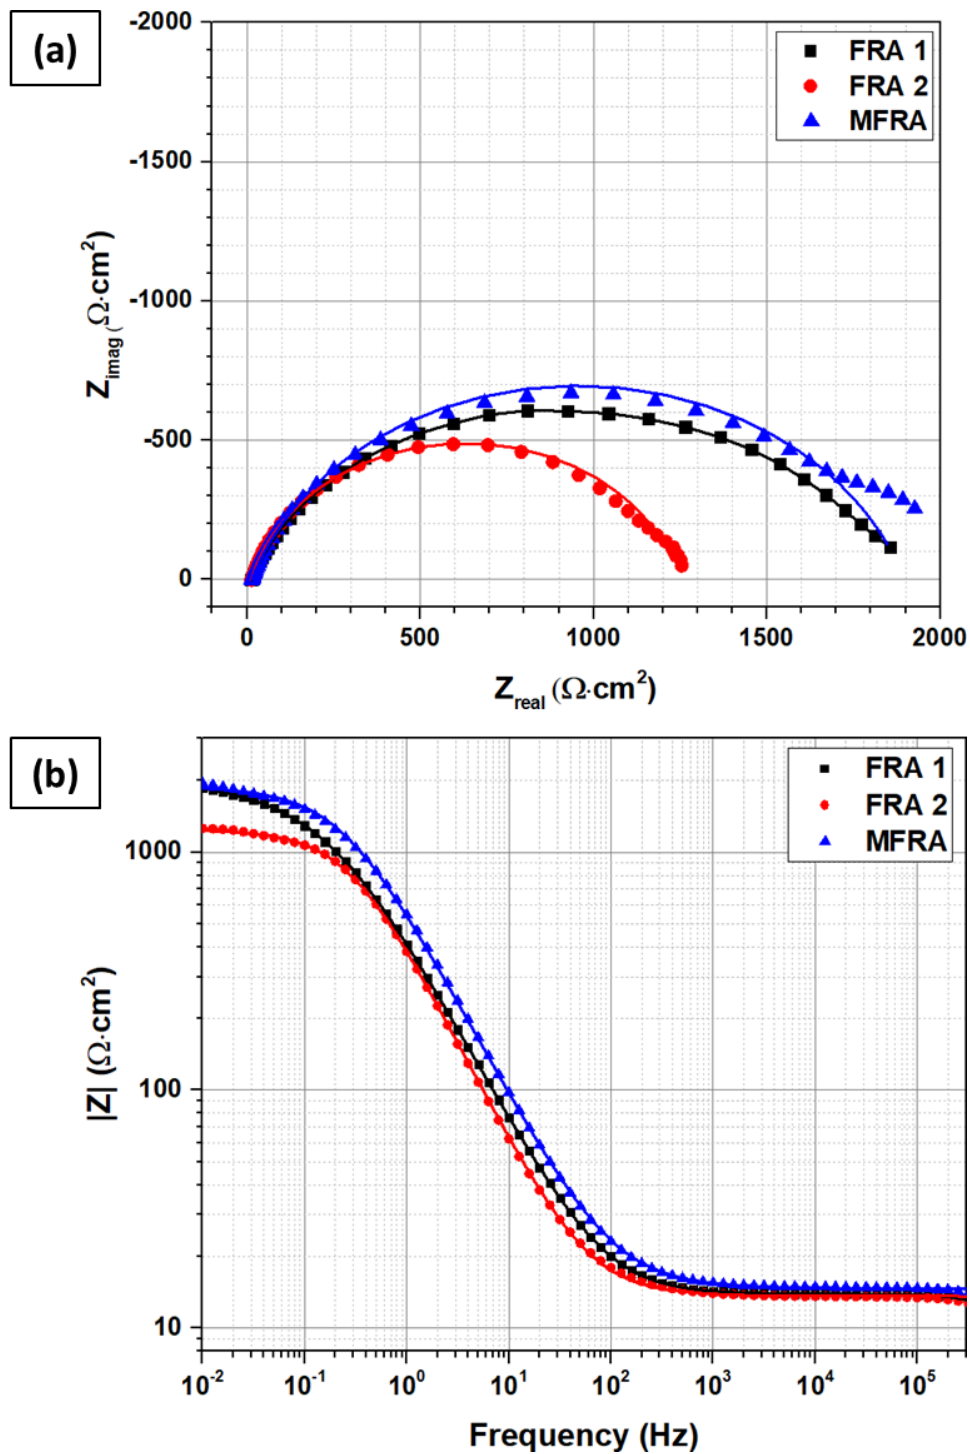 (a)
-2000
-1500
-1000
-500
0
Z_imag (Ω·cm²)
FRA 1
FRA 2
MFRA
0 500 1000 1500 2000
Z_real (Ω·cm²)
(b)
1000
100
10
|Z| (Ω·cm²)
FRA 1
FRA 2
MFRA
10⁻² 10⁻¹ 10⁰ 10¹ 10² 10³ 10⁴ 10⁵
Frequency (Hz)